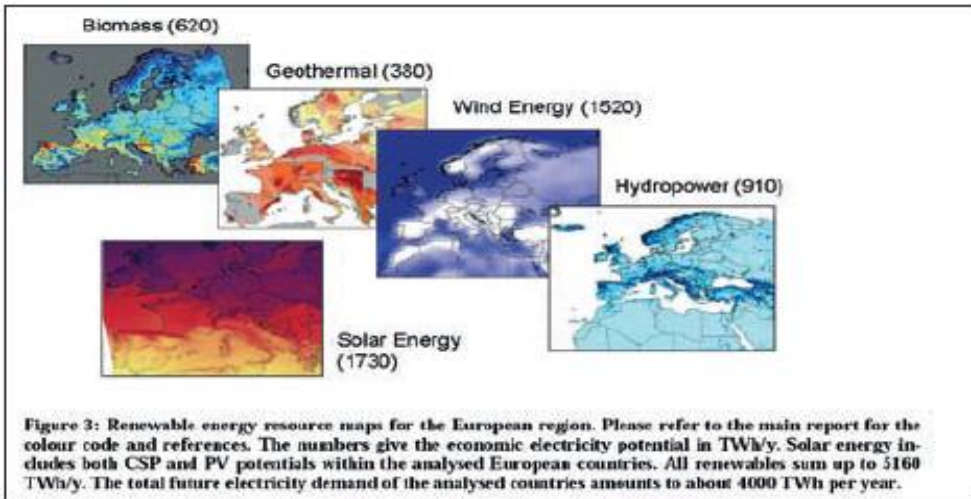 Biomass (620)
Geothermal (380)
Wind Energy (1520)
Hydropower (910)
Solar Energy
(1730)
Figure 3: Renewable energy resource maps for the European region. Please refer to the main report for the
colour code and references. The numbers give the economic electricity potential in TWh/y. Solar energy in-
cludes both CSP and PV potentials within the analysed European countries. All renewables sum up to 5160
TWh/y. The total future electricity demand of the analysed countries amounts to about 4000 TWh per year.